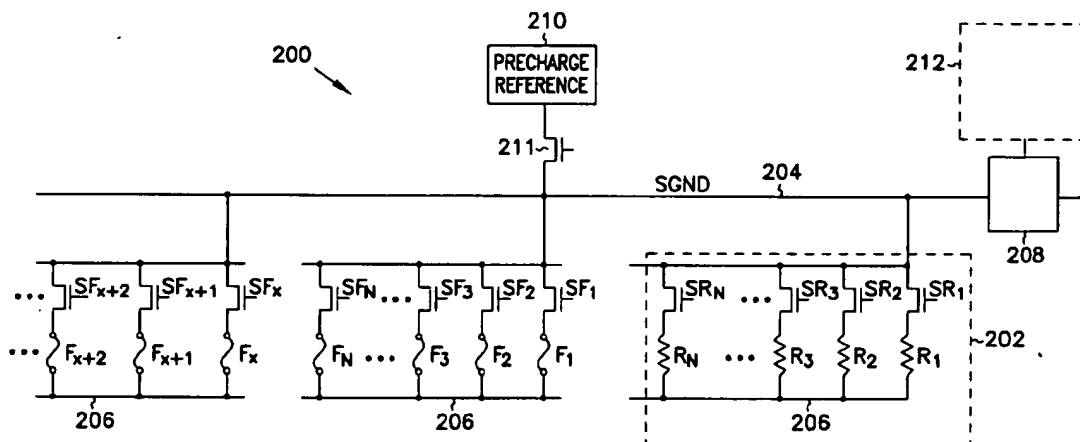 210
200
PRECHARGE
REFERENCE
212
211
SGND
204
208
••• SFx+2 SFx+1 SFx SFN ••• SF3 SF2 SF1 SRN ••• SR3 SR2 SR1
••• Fx+2 Fx+1 Fx FN ••• F3 F2 F1 RN ••• R3 R2 R1
202
206 206 206